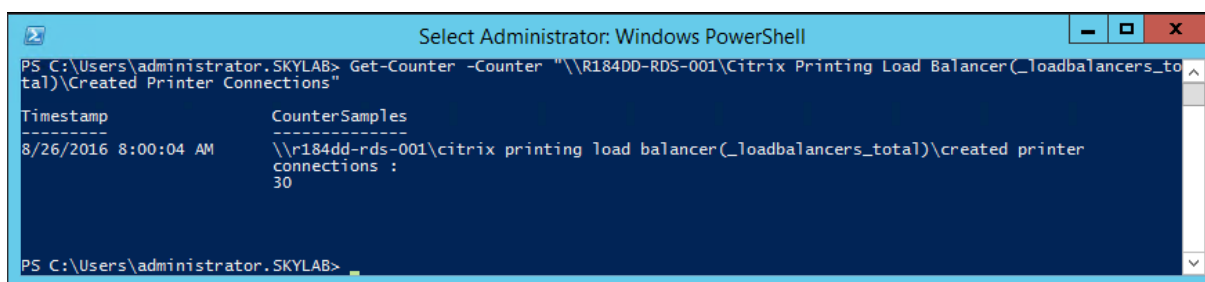 Select Administrator: Windows PowerShell
PS C:\Users\administrator.SKYLAB> Get-Counter -Counter "\\R184DD-RDS-001\Citrix Printing Load Balancer(_loadbalancers_to
tal)\Created Printer Connections"
Timestamp CounterSamples
--------- --------------
8/26/2016 8:00:04 AM \\r184dd-rds-001\citrix printing load balancer(_loadbalancers_total)\created printer
connections :
30
PS C:\Users\administrator.SKYLAB>